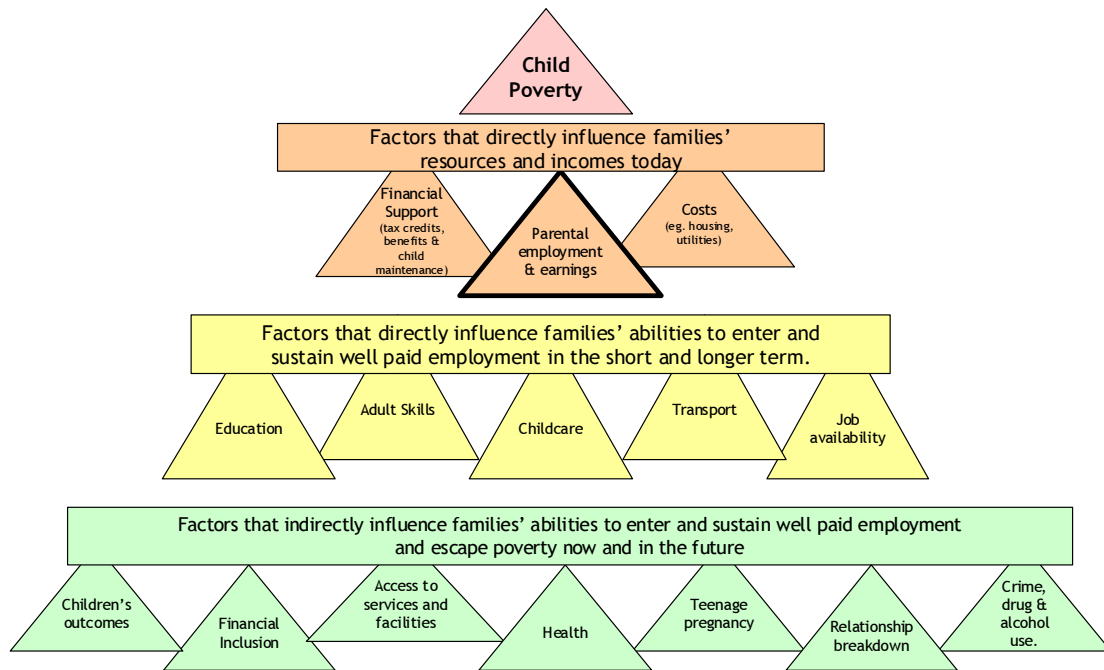 Child
Poverty
Factors that directly influence families’
resources and incomes today
Financial
Support
(tax credits,
benefits &
child
maintenance)
Parental
employment
& earnings
Costs
(eg. housing,
utilities)
Factors that directly influence families’ abilities to enter and
sustain well paid employment in the short and longer term.
Education
Adult Skills
Childcare
Transport
Job
availability
Factors that indirectly influence families’ abilities to enter and sustain well paid employment
and escape poverty now and in the future
Children’s
outcomes
Financial
Inclusion
Access to
services and
facilities
Health
Teenage
pregnancy
Relationship
breakdown
Crime,
drug &
alcohol
use.